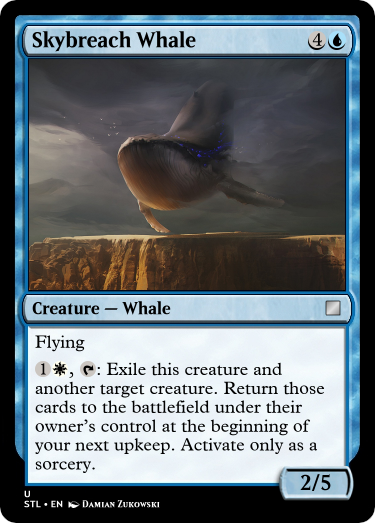 Skybreach Whale 4
Creature — Whale
Flying
1, : Exile this creature and
another target creature. Return those
cards to the battlefield under their
owner's control at the beginning of
your next upkeep. Activate only as a
sorcery.
2/5
U
STL • EN Damian Zukowski